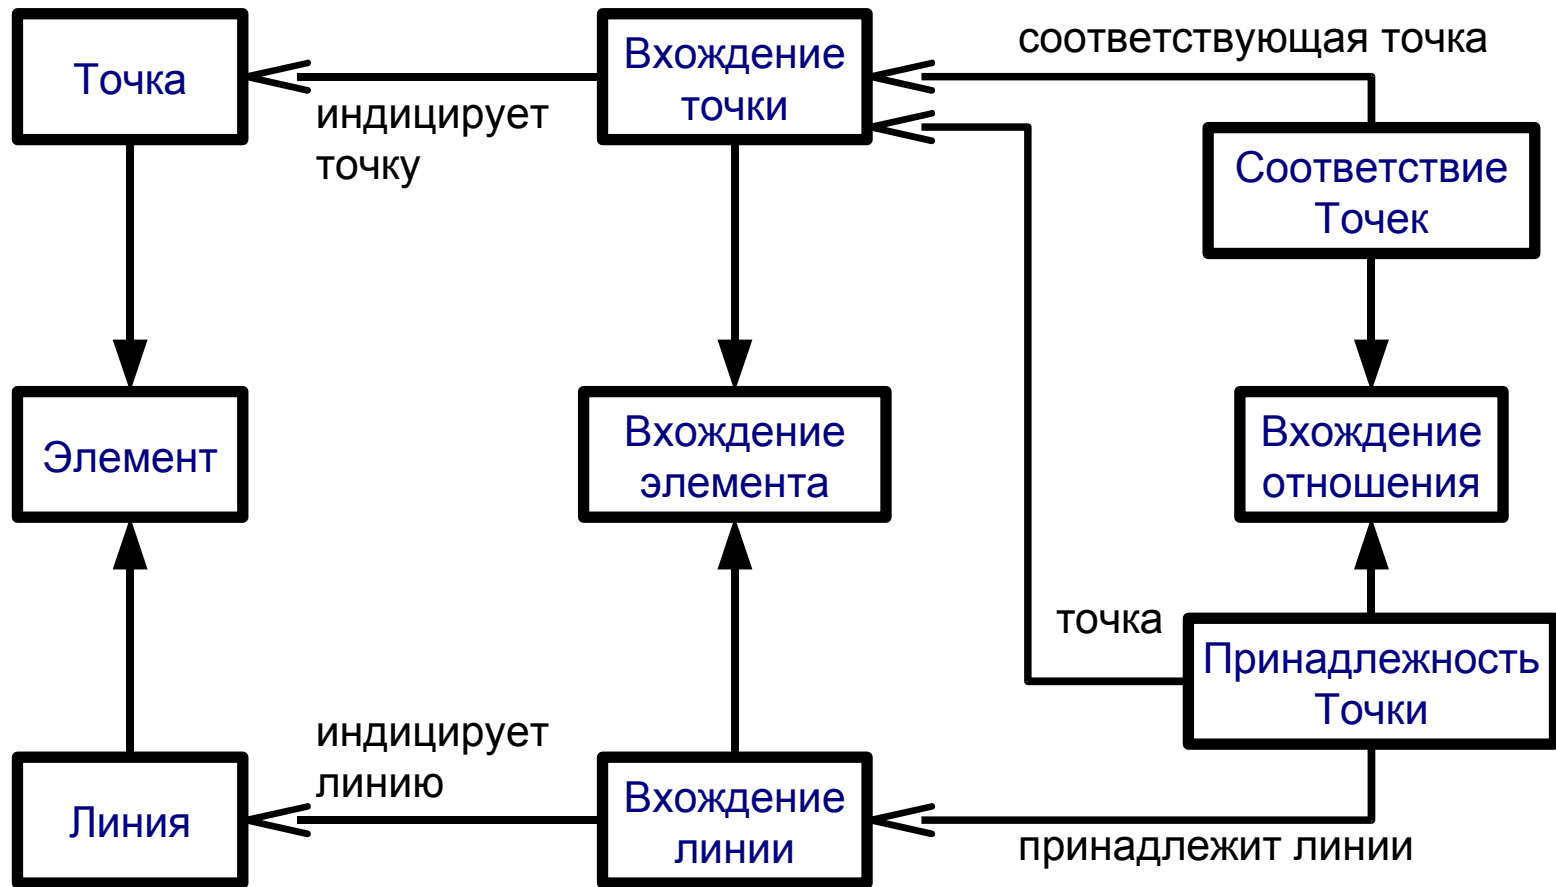 Точка
индицирует
точку
Вхождение
точки
соответствующая точка
Соответствие
Точек
Элемент
Вхождение
элемента
Вхождение
отношения
точка
Принадлежность
Точки
Линия
индицирует
линию
Вхождение
линии
принадлежит линии